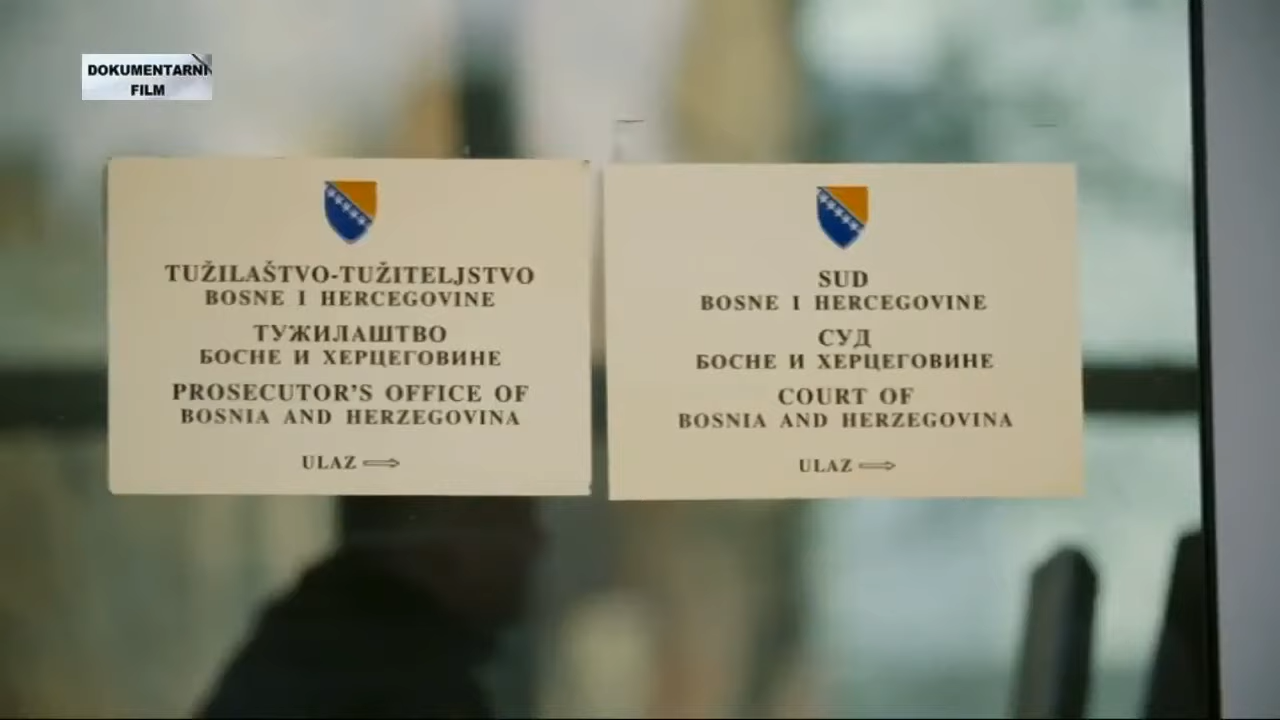 DOKUMENTARNI
FILM
TUŽILAŠTVO-TUŽITELJSTVO
BOSNE I HERCEGOVINE
ТУЖИЛАШТВО
БОСНЕ И ХЕРЦЕГОВИНЕ
PROSECUTOR'S OFFICE OF
BOSNIA AND HERZEGOVINA
ULAZ ⇨
SUD
BOSNE I HERCEGOVINE
СУД
БОСНЕ И ХЕРЦЕГОВИНЕ
COURT OF
BOSNIA AND HERZEGOVINA
ULAZ ⇨